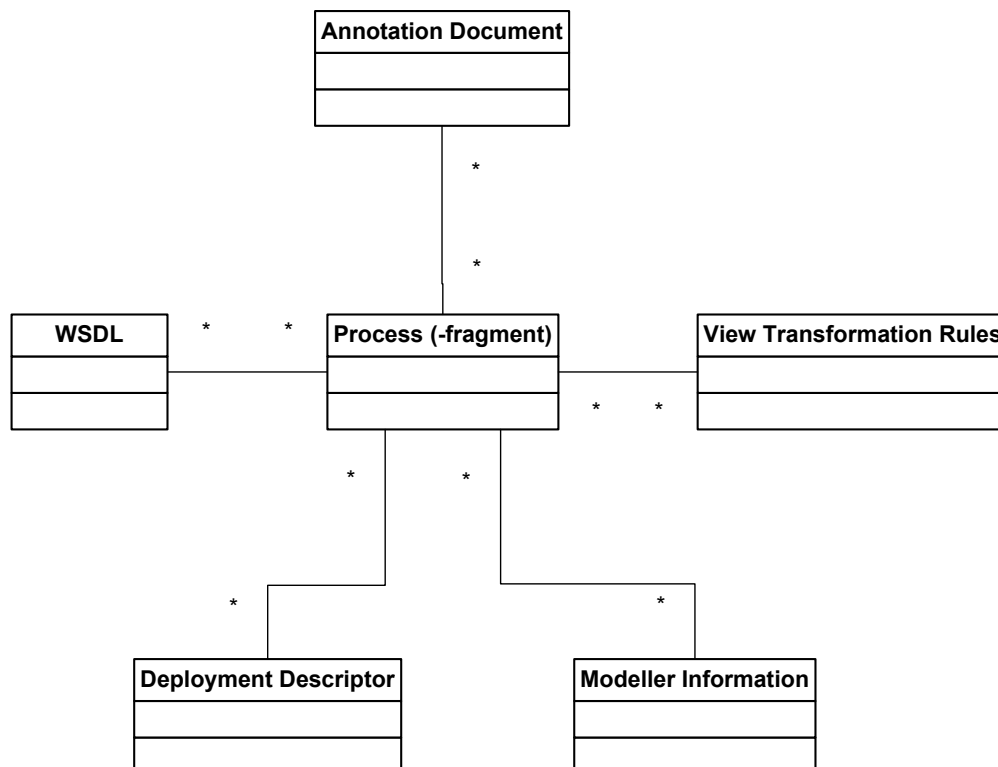 Annotation Document
*
*
WSDL
*
*
Process (-fragment)
View Transformation Rules
*
*
*
*
*
*
Deployment Descriptor
Modeller Information